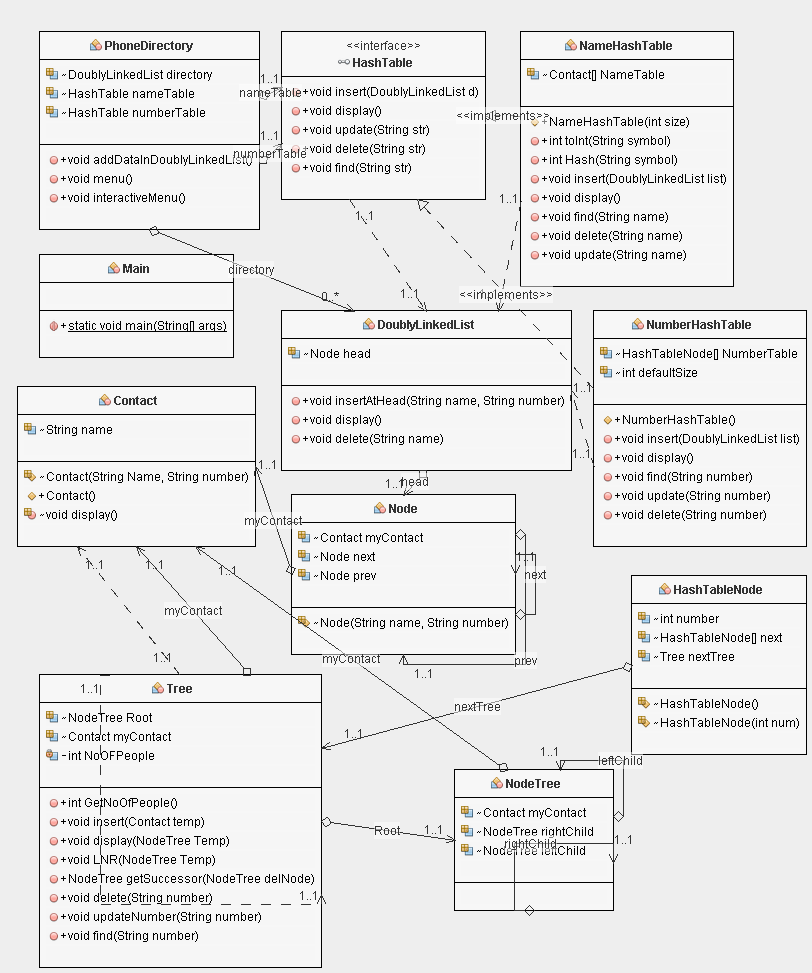 PhoneDirectory
~DoublyLinkedList directory
~HashTable nameTable
~HashTable numberTable
+void addDataInDoublyLinkedList()
+void menu()
+void interactiveMenu()
1..1
nameTable
1..1
numberTable
<<interface>>
HashTable
+void insert(DoublyLinkedList d)
+void display()
+void update(String str)
+void delete(String str)
+void find(String str)
<<implements>>
NameHashTable
~Contact[] NameTable
+NameHashTable(int size)
+int toInt(String symbol)
+int Hash(String symbol)
+void insert(DoublyLinkedList list)
+void display()
+void find(String name)
+void delete(String name)
+void update(String name)
1..1
1..1
directory
0..*
1..1
<<implements>>
Main
+static void main(String[] args)
DoublyLinkedList
~Node head
+void insertAtHead(String name, String number)
+void display()
+void delete(String name)
1..1
1..1
NumberHashTable
~HashTableNode[] NumberTable
~int defaultSize
+NumberHashTable()
+void insert(DoublyLinkedList list)
+void display()
+void find(String number)
+void update(String number)
+void delete(String number)
Contact
~String name
~Contact(String Name, String number)
+Contact()
~void display()
1..1
myContact
1..1
head
Node
~Contact myContact
~Node next
~Node prev
~Node(String name, String number)
1..1
next
prev
1..1
myContact
1..1
1..1
1..1
myContact
1..1
HashTableNode
~int number
~HashTableNode[] next
~Tree nextTree
~HashTableNode()
~HashTableNode(int num)
nextTree
1..1
Tree
1..1
~NodeTree Root
~Contact myContact
~int NoOFPeople
+int GetNoOfPeople()
+void insert(Contact temp)
+void display(NodeTree Temp)
+void LNR(NodeTree Temp)
+NodeTree getSuccessor(NodeTree delNode)
+void delete(String number)
+void updateNumber(String number)
+void find(String number)
1..1
Root
1..1
1..1
leftChild
NodeTree
~Contact myContact
~NodeTree rightChild
~NodeTree leftChild
rightChild
1..1